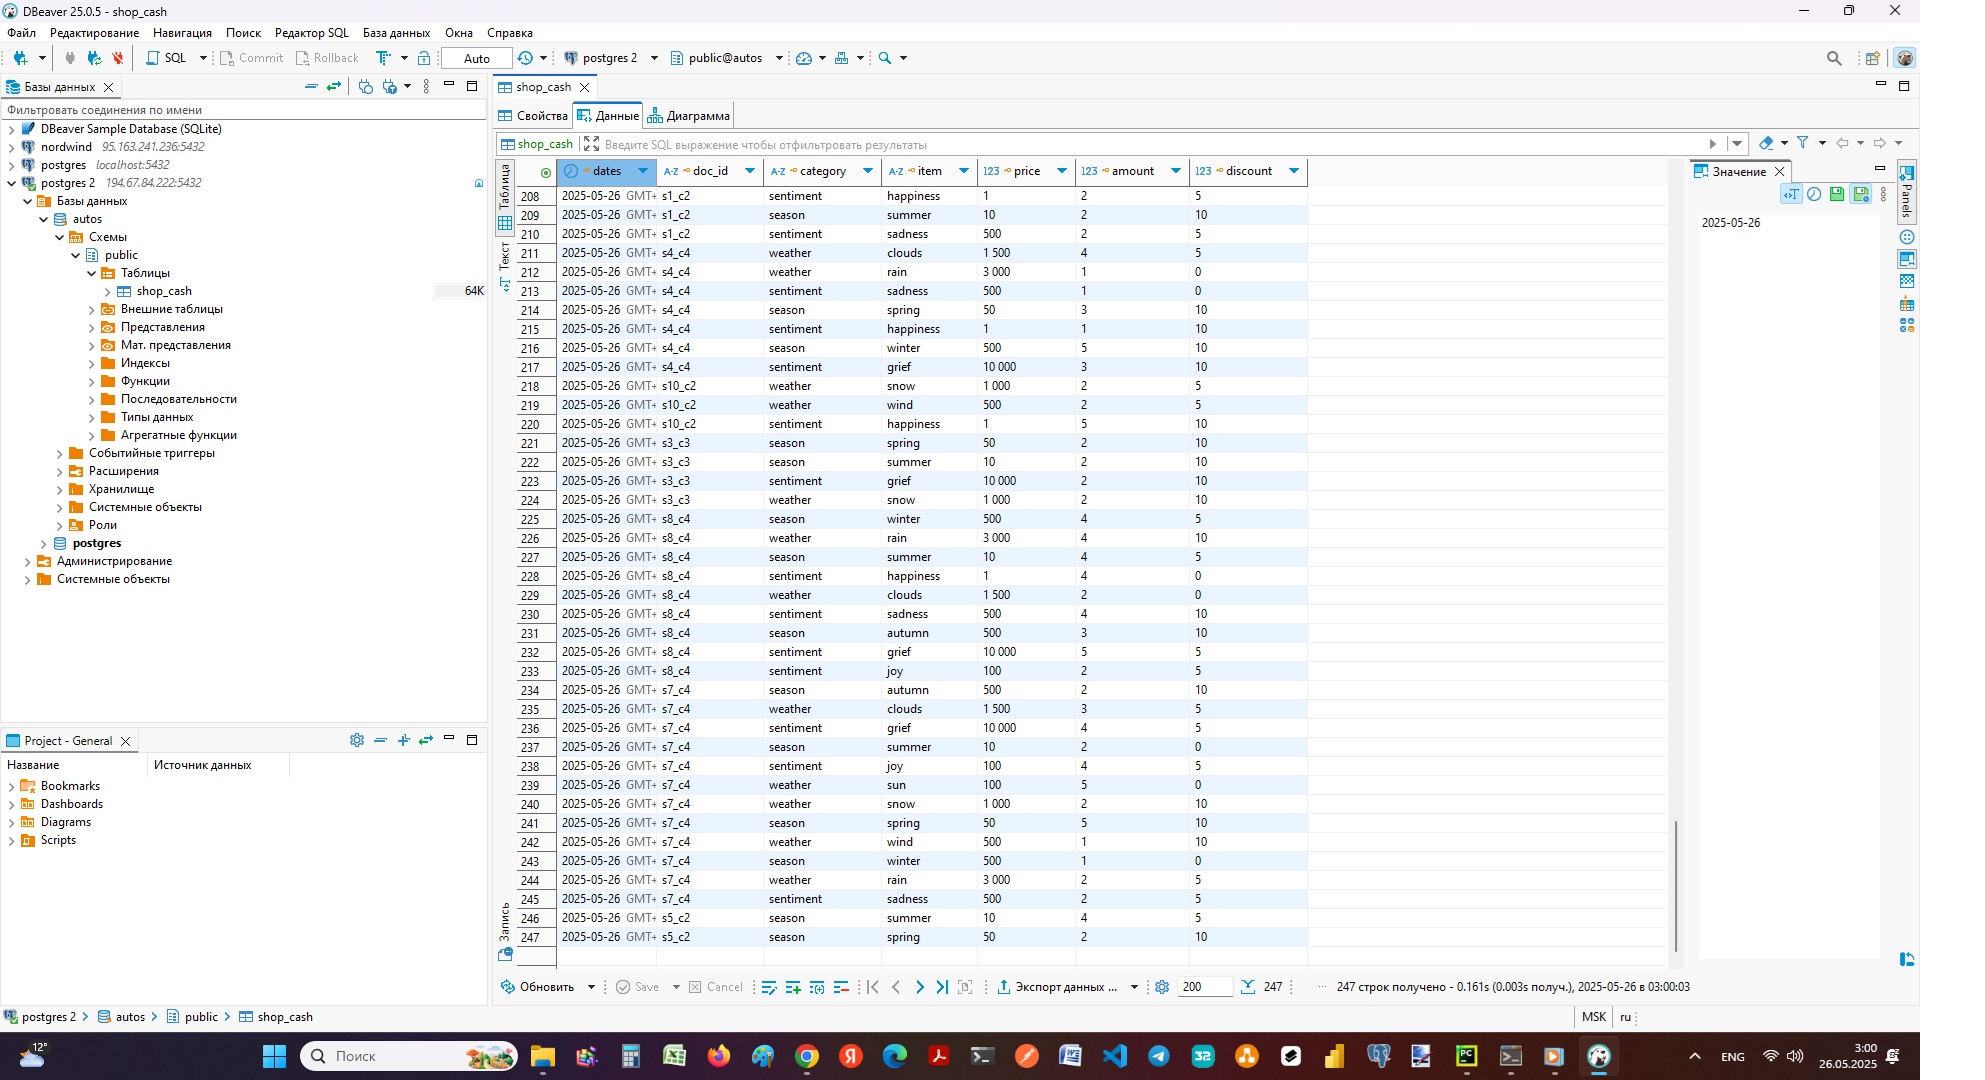 DBeaver 25.0.5 - shop_cash
Файл Редактирование Навигация Поиск Редактор SQL База данных Окна Справка
SQL Commit Rollback Auto postgres 2 public@autos
Базы данных
Фильтровать соединения по имени
DBeaver Sample Database (SQLite)
nordwind 95.163.241.236:5432
postgres localhost:5432
postgres 2 194.67.84.222:5432
Базы данных
autos
Схемы
public
Таблицы
shop_cash 64K
Внешние таблицы
Представления
Мат. представления
Индексы
Функции
Последовательности
Типы данных
Агрегатные функции
Событийные триггеры
Расширения
Хранилище
Системные объекты
Роли
postgres
Администрирование
Системные объекты
Project - General
Название Источник данных
Bookmarks
Dashboards
Diagrams
Scripts
shop_cash
Свойства Данные Диаграмма
shop_cash Введите SQL выражение чтобы отфильтровать результаты
Таблица
Текст
Запись
dates A-Z doc_id A-Z category A-Z item 123 price 123 amount 123 discount
208 2025-05-26 GMT+ s1_c2 sentiment happiness 1 2 5
209 2025-05-26 GMT+ s1_c2 season summer 10 2 10
210 2025-05-26 GMT+ s1_c2 sentiment sadness 500 2 5
211 2025-05-26 GMT+ s4_c4 weather clouds 1 500 4 5
212 2025-05-26 GMT+ s4_c4 weather rain 3 000 1 0
213 2025-05-26 GMT+ s4_c4 sentiment sadness 500 1 0
214 2025-05-26 GMT+ s4_c4 season spring 50 3 10
215 2025-05-26 GMT+ s4_c4 sentiment happiness 1 1 10
216 2025-05-26 GMT+ s4_c4 season winter 500 5 10
217 2025-05-26 GMT+ s4_c4 sentiment grief 10 000 3 10
218 2025-05-26 GMT+ s10_c2 weather snow 1 000 2 5
219 2025-05-26 GMT+ s10_c2 weather wind 500 2 5
220 2025-05-26 GMT+ s10_c2 sentiment happiness 1 5 10
221 2025-05-26 GMT+ s3_c3 season spring 50 2 10
222 2025-05-26 GMT+ s3_c3 season summer 10 2 10
223 2025-05-26 GMT+ s3_c3 sentiment grief 10 000 2 10
224 2025-05-26 GMT+ s3_c3 weather snow 1 000 2 10
225 2025-05-26 GMT+ s8_c4 season winter 500 4 5
226 2025-05-26 GMT+ s8_c4 weather rain 3 000 4 10
227 2025-05-26 GMT+ s8_c4 season summer 10 4 5
228 2025-05-26 GMT+ s8_c4 sentiment happiness 1 4 0
229 2025-05-26 GMT+ s8_c4 weather clouds 1 500 2 0
230 2025-05-26 GMT+ s8_c4 sentiment sadness 500 4 10
231 2025-05-26 GMT+ s8_c4 season autumn 500 3 10
232 2025-05-26 GMT+ s8_c4 sentiment grief 10 000 5 5
233 2025-05-26 GMT+ s8_c4 sentiment joy 100 2 5
234 2025-05-26 GMT+ s7_c4 season autumn 500 2 10
235 2025-05-26 GMT+ s7_c4 weather clouds 1 500 3 5
236 2025-05-26 GMT+ s7_c4 sentiment grief 10 000 4 5
237 2025-05-26 GMT+ s7_c4 season summer 10 2 0
238 2025-05-26 GMT+ s7_c4 sentiment joy 100 4 5
239 2025-05-26 GMT+ s7_c4 weather sun 100 5 0
240 2025-05-26 GMT+ s7_c4 weather snow 1 000 2 10
241 2025-05-26 GMT+ s7_c4 season spring 50 5 10
242 2025-05-26 GMT+ s7_c4 weather wind 500 1 10
243 2025-05-26 GMT+ s7_c4 season winter 500 1 0
244 2025-05-26 GMT+ s7_c4 weather rain 3 000 2 5
245 2025-05-26 GMT+ s7_c4 sentiment sadness 500 2 5
246 2025-05-26 GMT+ s5_c2 season summer 10 4 5
247 2025-05-26 GMT+ s5_c2 season spring 50 2 10
Обновить Save Cancel Экспорт данных ... 200 247 247 строк получено - 0.161s (0.003s получ.), 2025-05-26 в 03:00:03
Значение
2025-05-26
Panels
postgres 2 autos public shop_cash MSK ru
12° Поиск ENG 3:00
26.05.2025